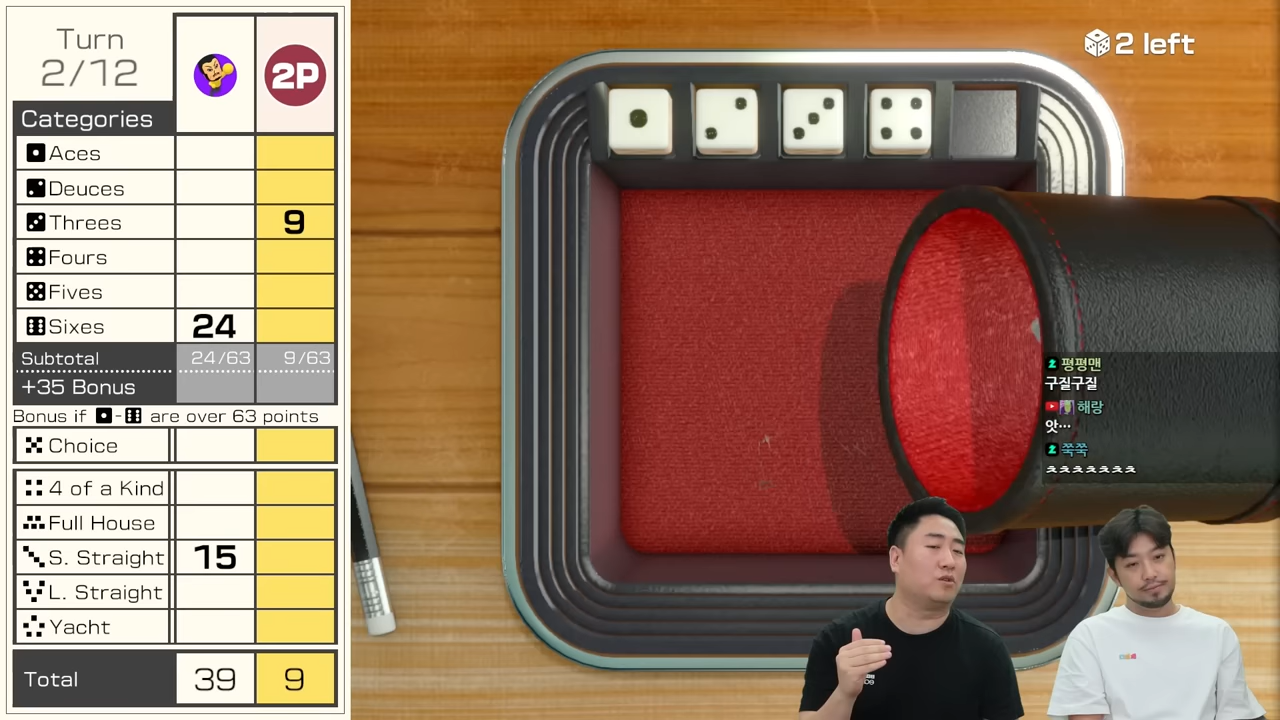 Turn
2/12
2P
Categories
Aces
Deuces
Threes 9
Fours
Fives
Sixes 24
Subtotal 24/63 9/63
+35 Bonus
Bonus if ⚀-⚅ are over 63 points
Choice
4 of a Kind
Full House
S. Straight 15
L. Straight
Yacht
Total 39 9
2 left
평평맨
구질구질
해랑
앗…
쭉쭉
ㅊㅊㅊㅊㅊㅊㅊ